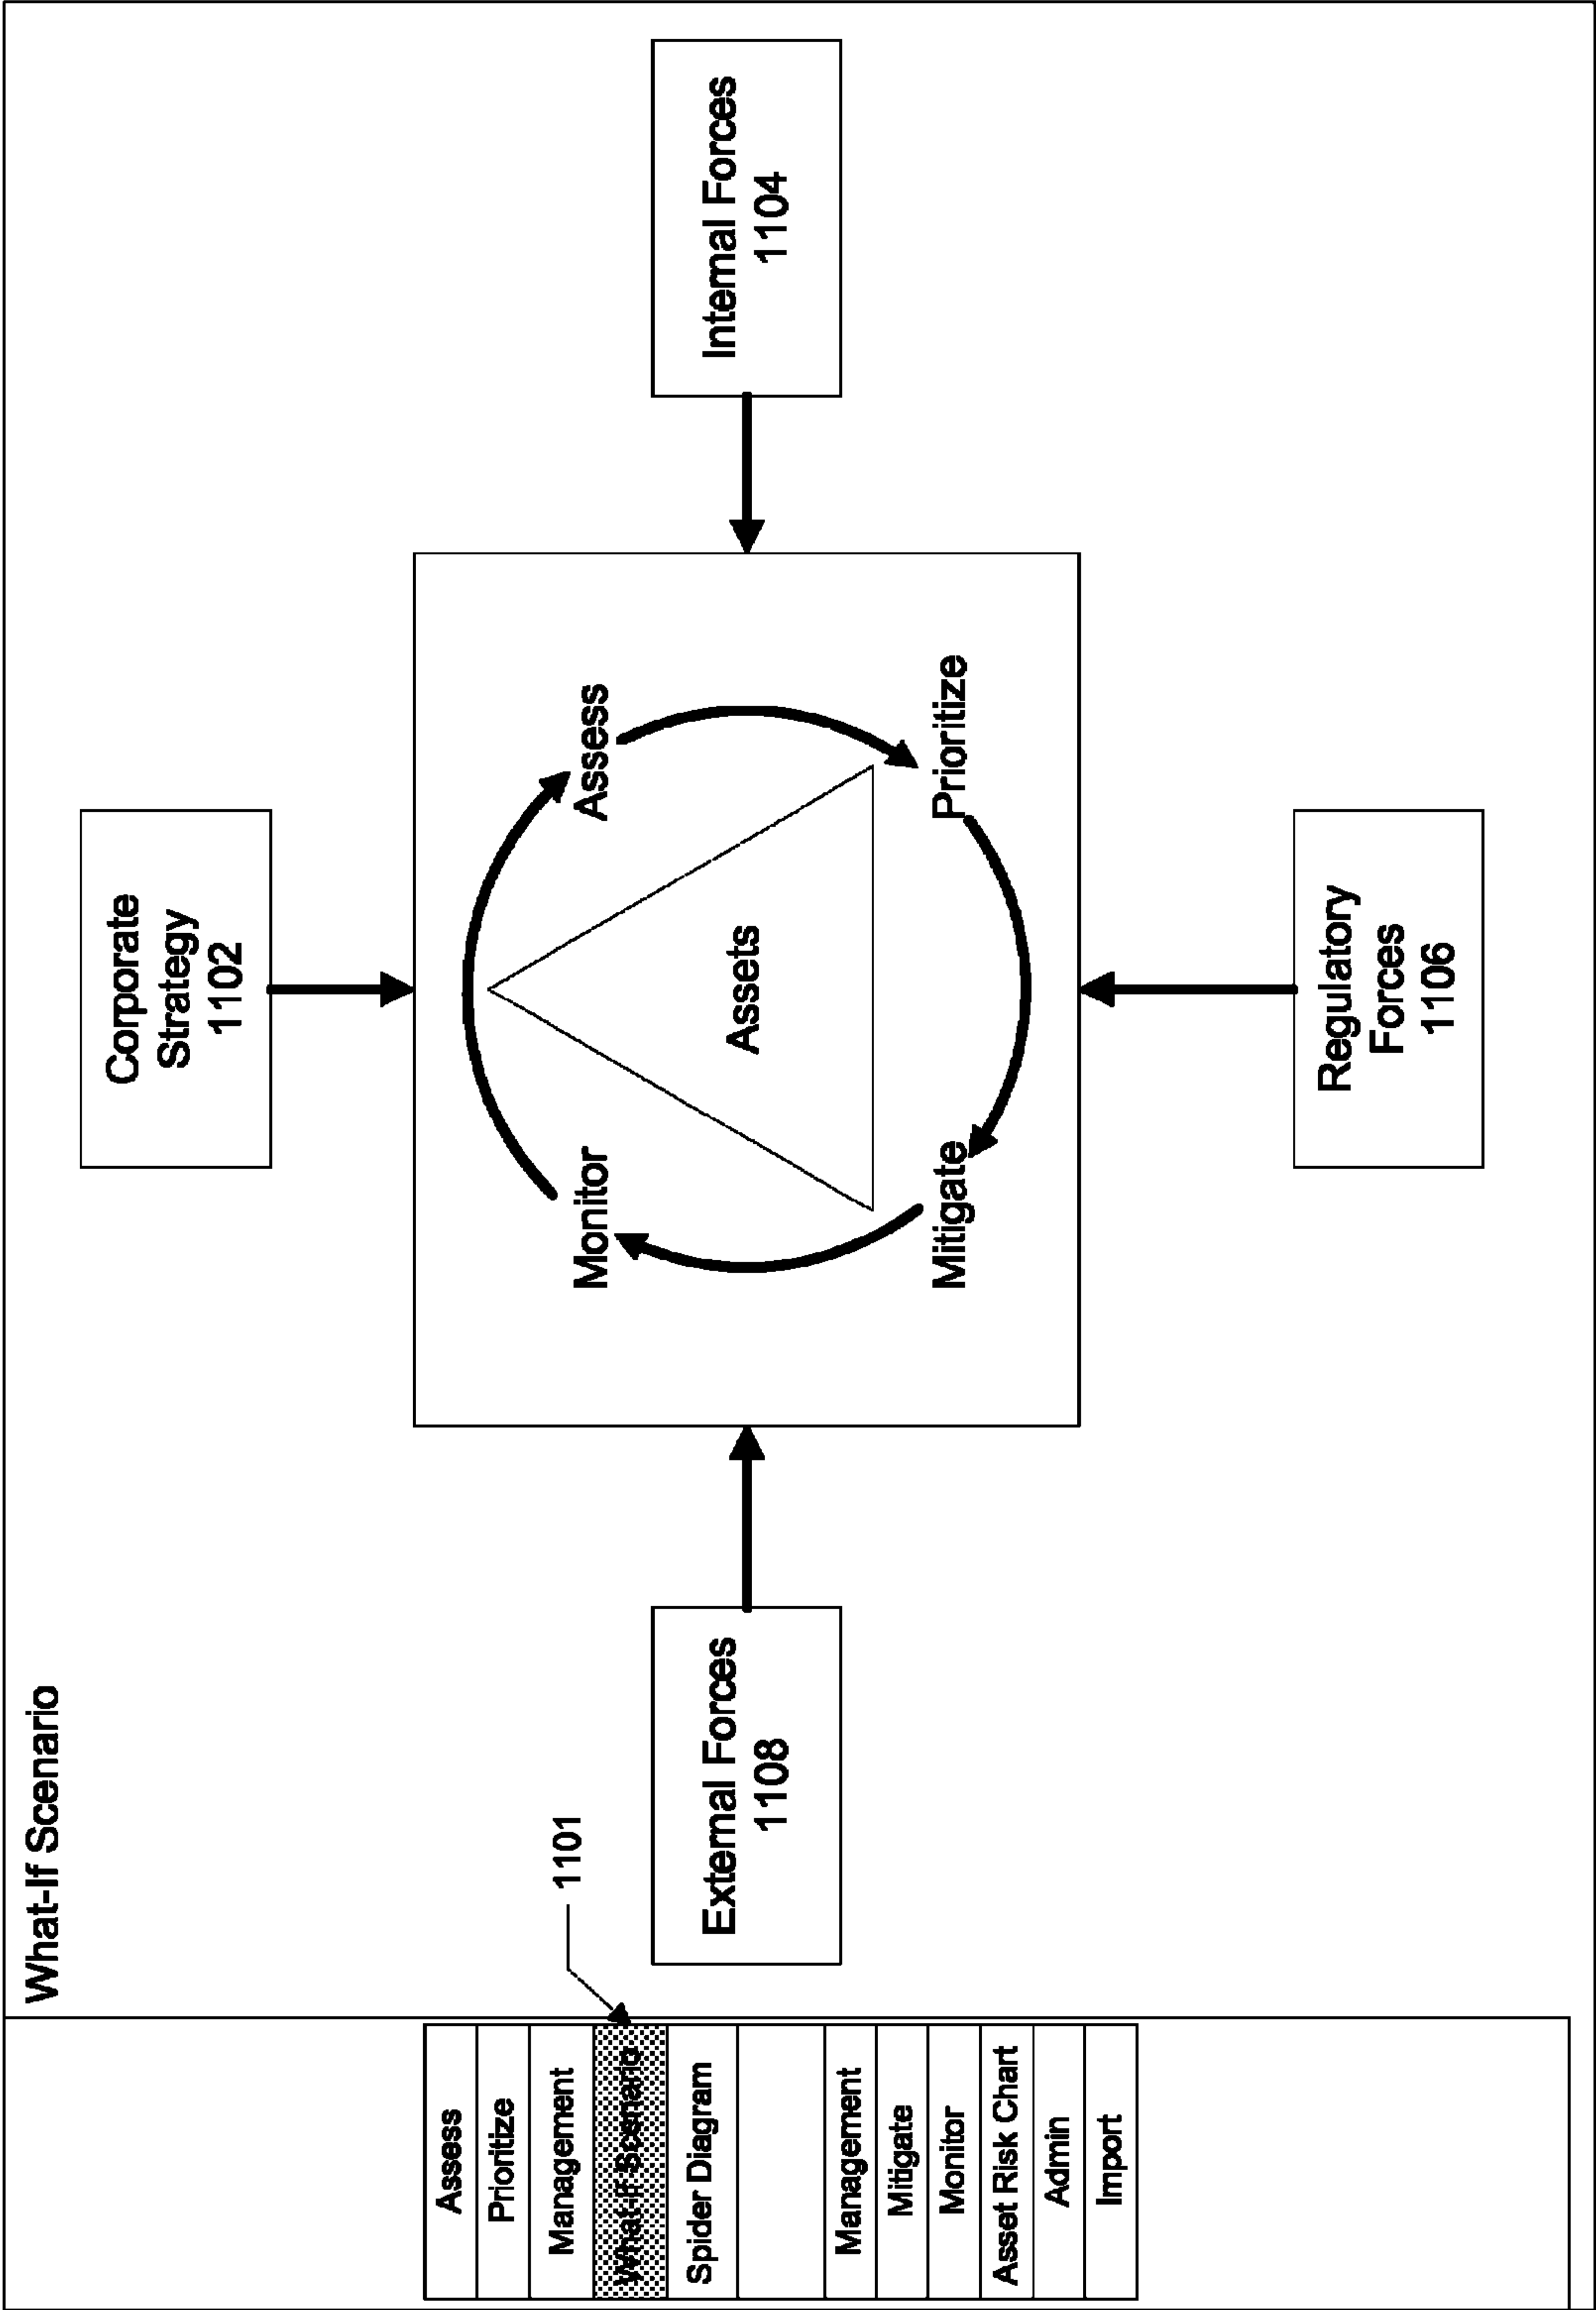 What-If Scenario
Assess
Prioritize
Management
What-If Scenario
Spider Diagram
Management
Mitigate
Monitor
Asset Risk Chart
Admin
Import
1101
Corporate
Strategy
1102
External Forces
1108
Monitor
Assess
Assets
Mitigate
Prioritize
Internal Forces
1104
Regulatory
Forces
1106